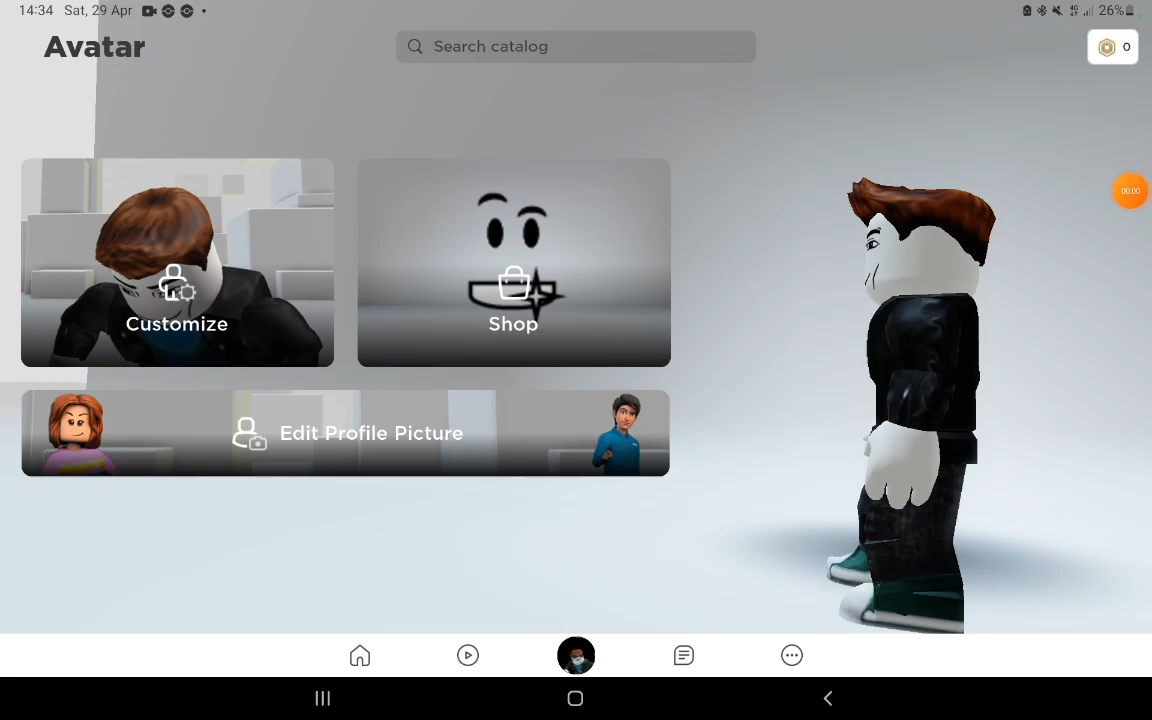 14:34 Sat, 29 Apr
26%
Avatar
Search catalog
0
00:00
Customize
Shop
Edit Profile Picture